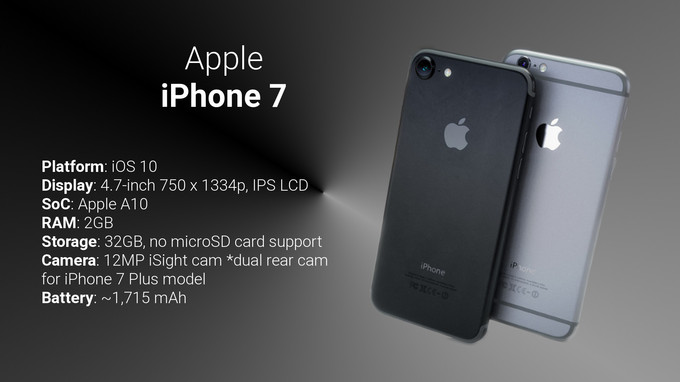 Apple
iPhone 7
Platform: iOS 10
Display: 4.7-inch 750 x 1334p, IPS LCD
SoC: Apple A10
RAM: 2GB
Storage: 32GB, no microSD card support
Camera: 12MP iSight cam *dual rear cam
for iPhone 7 Plus model
Battery: ~1,715 mAh
iPhone